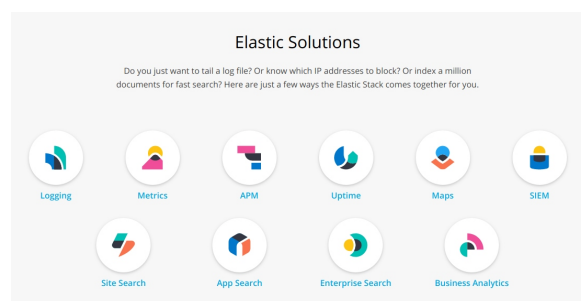 Elastic Solutions
Do you just want to tail a log file? Or know which IP addresses to block? Or index a million
documents for fast search? Here are just a few ways the Elastic Stack comes together for you.
Logging Metrics APM Uptime Maps SIEM
Site Search App Search Enterprise Search Business Analytics